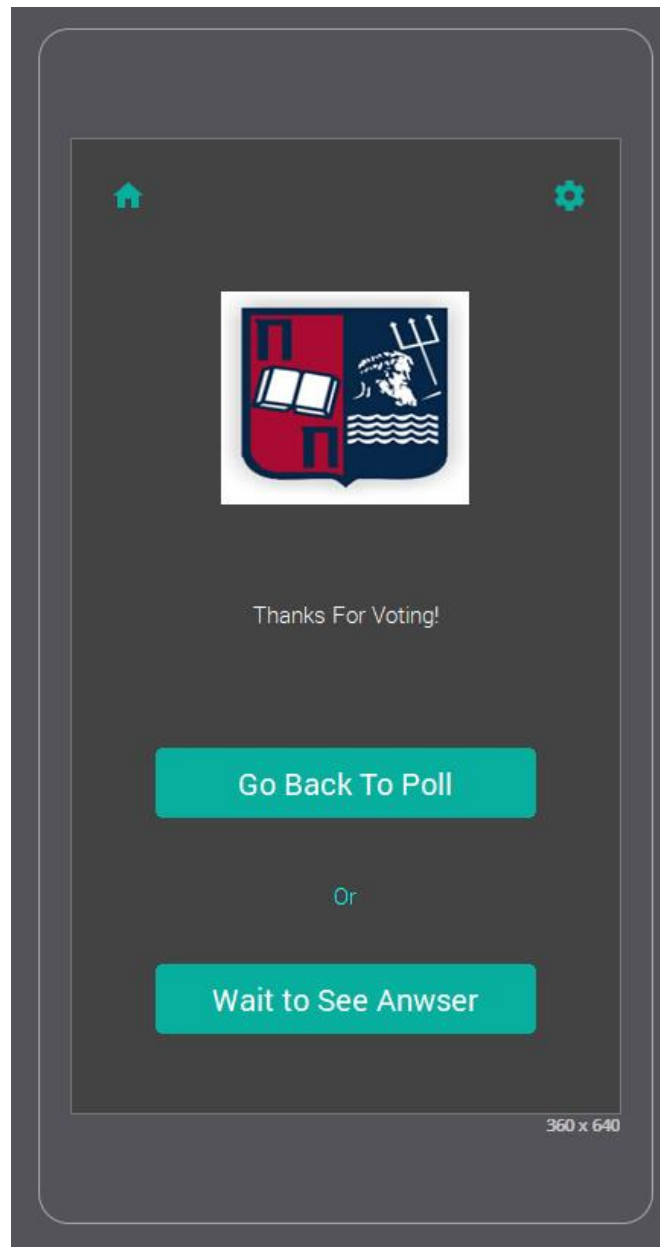 Π
Π
Thanks For Voting!
Go Back To Poll
Or
Wait to See Anwser
360 x 640